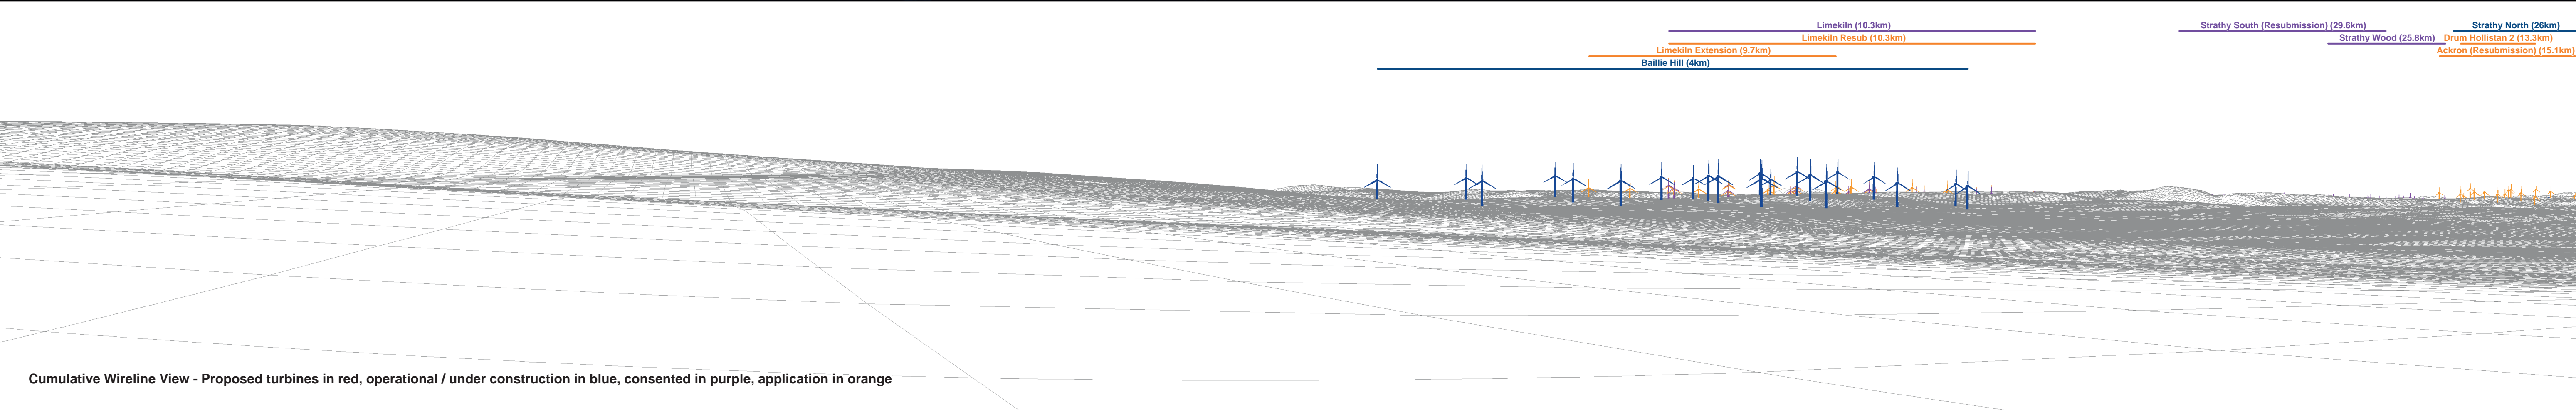 Limekiln (10.3km)
Strathy South (Resubmission) (29.6km)
Strathy North (26km)
Limekiln Resub (10.3km)
Strathy Wood (25.8km)
Drum Hollistan 2 (13.3km)
Limekiln Extension (9.7km)
Ackron (Resubmission) (15.1km)
Baillie Hill (4km)
Cumulative Wireline View - Proposed turbines in red, operational / under construction in blue, consented in purple, application in orange